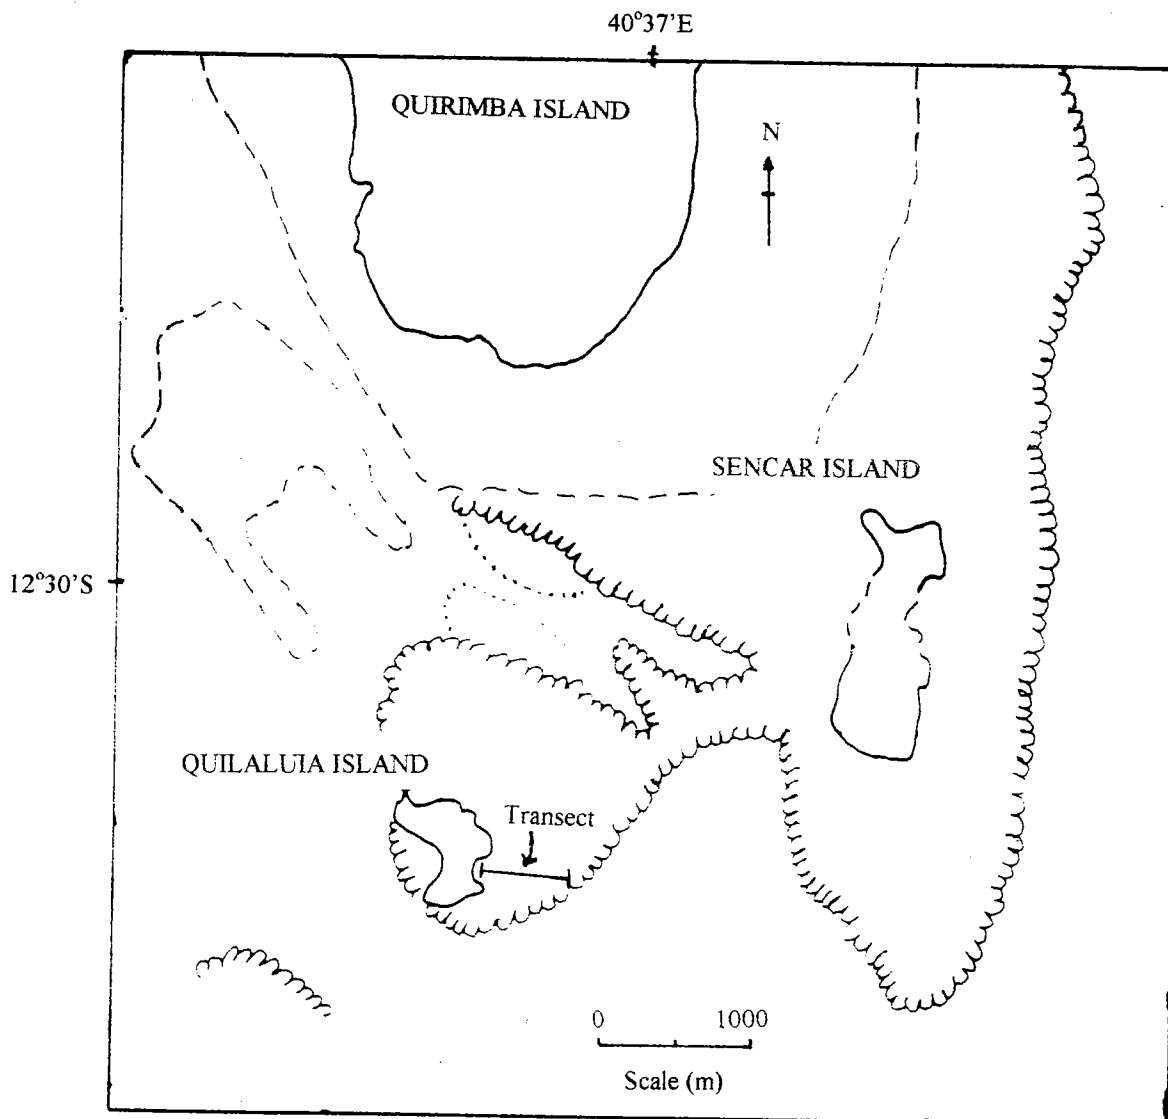 40°37'E
QUIRIMBA ISLAND
N
SENCAR ISLAND
12°30'S
QUILALUIA ISLAND
Transect
0 1000
Scale (m)